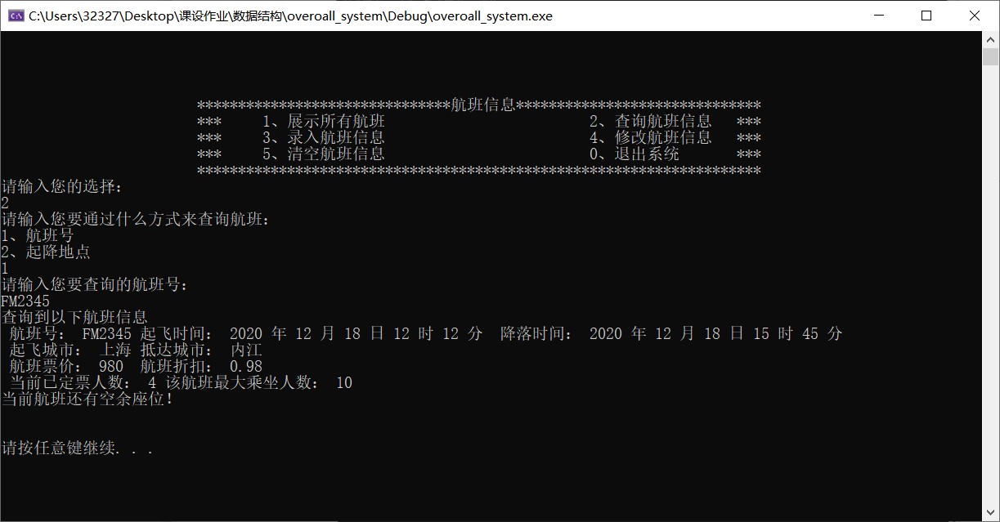 C:\Users\32327\Desktop\课设作业\数据结构\overoall_system\Debug\overoall_system.exe
*******************************航班信息******************************
***     1、展示所有航班                         2、查询航班信息   ***
***     3、录入航班信息                         4、修改航班信息   ***
***     5、清空航班信息                         0、退出系统       ***
*********************************************************************
请输入您的选择:
2
请输入您要通过什么方式来查询航班:
1、航班号
2、起降地点
1
请输入您要查询的航班号:
FM2345
查询到以下航班信息
航班号: FM2345 起飞时间: 2020 年 12 月 18 日 12 时 12 分  降落时间: 2020 年 12 月 18 日 15 时 45 分
起飞城市: 上海 抵达城市: 内江
航班票价: 980  航班折扣: 0.98
当前已定票人数: 4 该航班最大乘坐人数: 10
当前航班还有空余座位!
请按任意键继续. . .